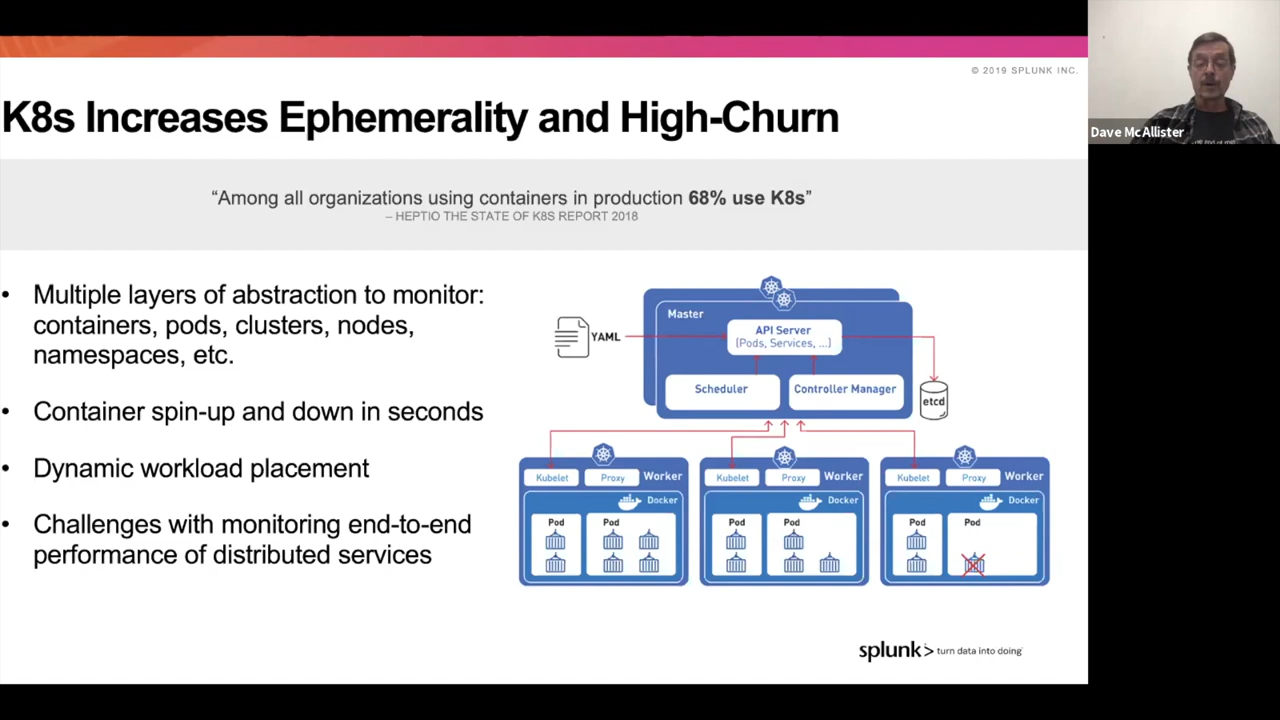 © 2019 SPLUNK INC.
K8s Increases Ephemerality and High-Churn
“Among all organizations using containers in production 68% use K8s”
– HEPTIO THE STATE OF K8S REPORT 2018
• Multiple layers of abstraction to monitor:
containers, pods, clusters, nodes,
namespaces, etc.
• Container spin-up and down in seconds
• Dynamic workload placement
• Challenges with monitoring end-to-end
performance of distributed services
Master
YAML
API Server
(Pods, Services, ...)
Scheduler
Controller Manager
etcd
Kubelet Proxy Worker
Docker
Pod Pod
Kubelet Proxy Worker
Docker
Pod Pod
Kubelet Proxy Worker
Docker
Pod Pod
splunk> turn data into doing
Dave McAllister